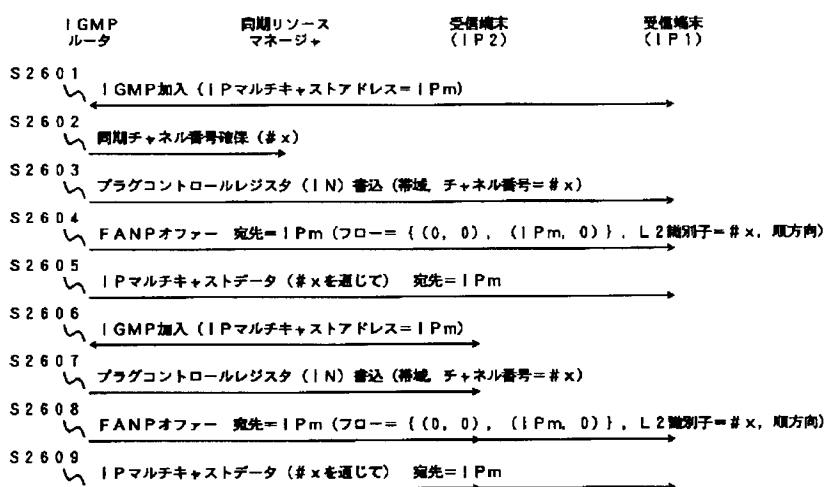 IGMP
ルータ
同期リソース
マネージャ
受信端末
(IP2)
受信端末
(IP1)
S2601
IGMP加入（IPマルチキャストアドレス＝IPm）
S2602
同期チャネル番号確保（#x）
S2603
プラグコントロールレジスタ（IN）書込（帯域，チャネル番号＝#x）
S2604
FANPオファー 宛先＝IPm（フロー＝{(0, 0), (IPm, 0)}, L2識別子＝#x, 順方向）
S2605
IPマルチキャストデータ（#xを通じて） 宛先＝IPm
S2606
IGMP加入（IPマルチキャストアドレス＝IPm）
S2607
プラグコントロールレジスタ（IN）書込（帯域，チャネル番号＝#x）
S2608
FANPオファー 宛先＝IPm（フロー＝{(0, 0), (IPm, 0)}, L2識別子＝#x, 順方向）
S2609
IPマルチキャストデータ（#xを通じて） 宛先＝IPm